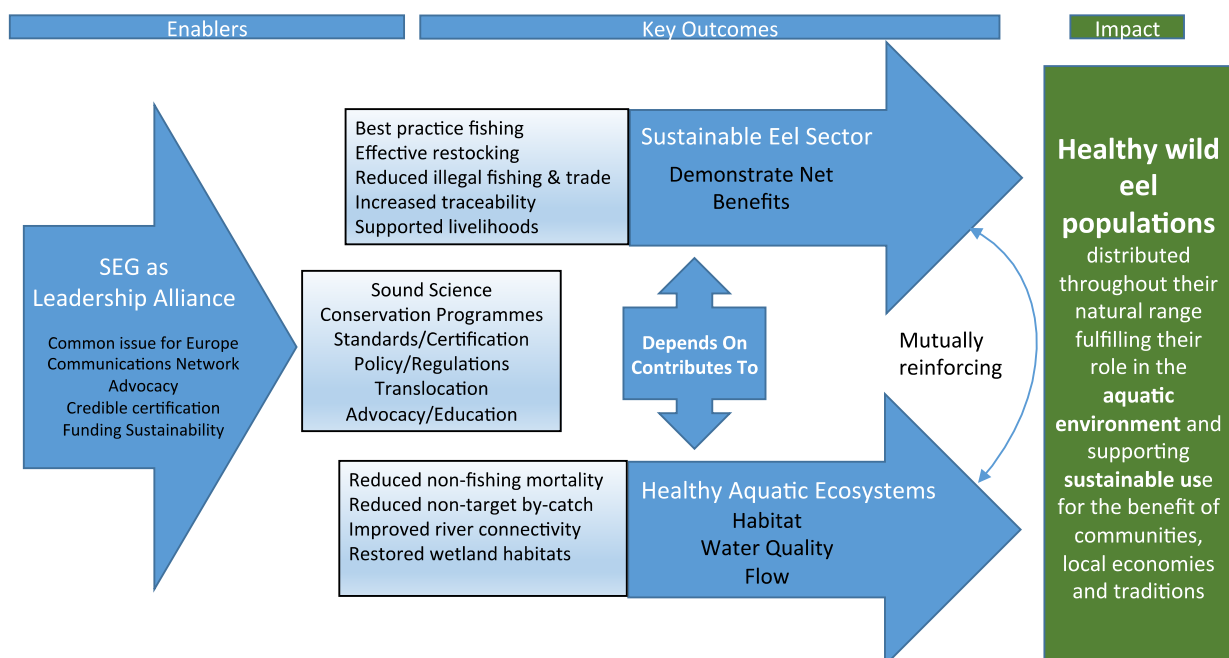 Enablers
Key Outcomes
Impact
SEG as
Leadership Alliance
Common issue for Europe
Communications Network
Advocacy
Credible certification
Funding Sustainability
Best practice fishing
Effective restocking
Reduced illegal fishing & trade
Increased traceability
Supported livelihoods
Sustainable Eel Sector
Demonstrate Net
Benefits
Sound Science
Conservation Programmes
Standards/Certification
Policy/Regulations
Translocation
Advocacy/Education
Depends On
Contributes To
Mutually
reinforcing
Reduced non-fishing mortality
Reduced non-target by-catch
Improved river connectivity
Restored wetland habitats
Healthy Aquatic Ecosystems
Habitat
Water Quality
Flow
Healthy wild
eel
populations
distributed
throughout their
natural range
fulfilling their
role in the
aquatic
environment and
supporting
sustainable use
for the benefit of
communities,
local economies
and traditions